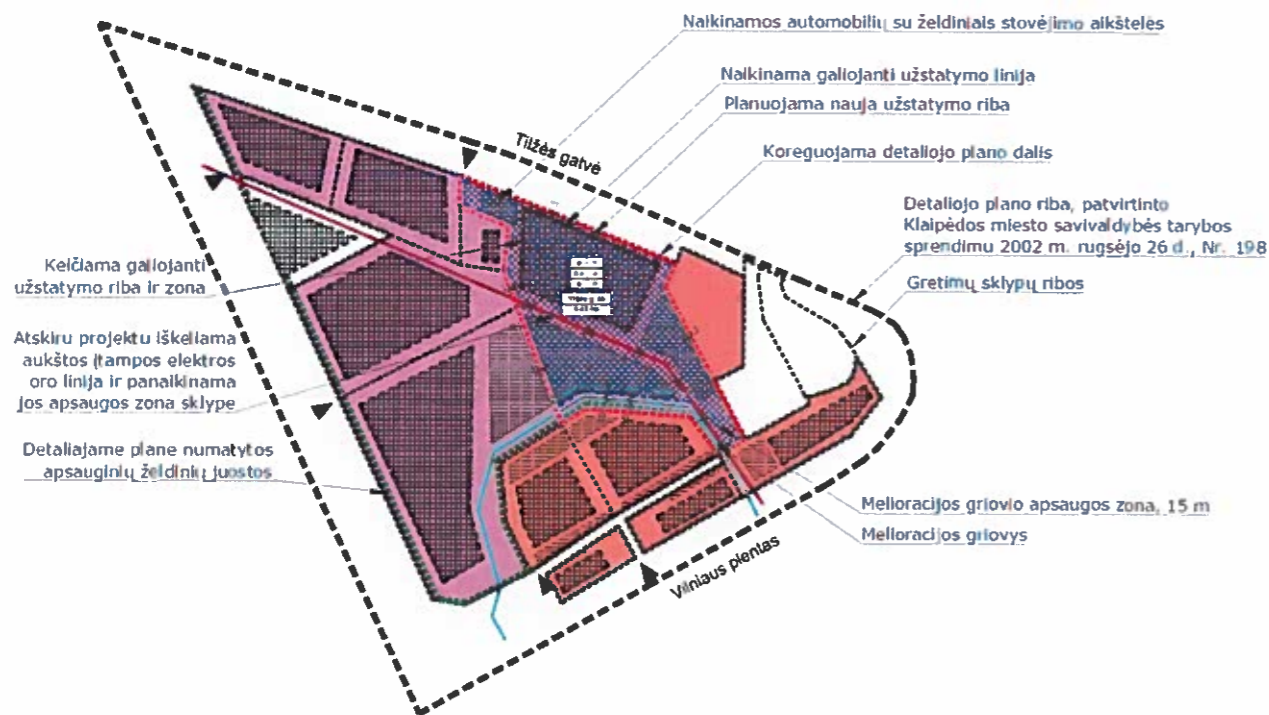 Naikinamos automobilių su želdiniais stovėjimo aikštelės
Naikinama galiojanti užstatymo linija
Planuojama nauja užstatymo riba
Koreguojama detaliojo plano dalis
Detaliojo plano riba, patvirtinto
Klaipėdos miesto savivaldybės tarybos
sprendimu 2002 m. rugsėjo 26 d., Nr. 198
Gretimų sklypų ribos
Tilžės gatvė
Keičiama galiojanti
užstatymo riba ir zona
Atskiru projektu iškeliama
aukštos įtampos elektros
oro linija ir panaikinama
jos apsaugos zona sklype
Detaliajame plane numatytos
apsauginių želdinių juostos
Melioracijos griovio apsaugos zona, 15 m
Melioracijos griovys
Vilniaus plentas